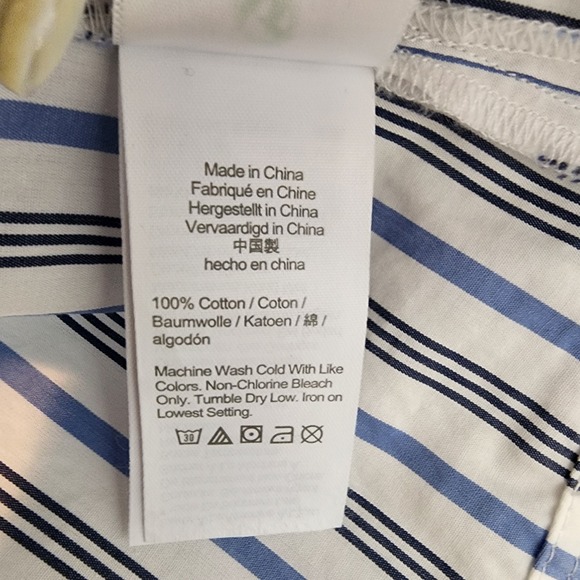 Made in China
Fabriqué en Chine
Hergestellt in China
Vervaardigd in China
中国製
hecho en china
100% Cotton / Coton /
Baumwolle / Katoen / 綿 /
algodón
Machine Wash Cold With Like
Colors. Non-Chlorine Bleach
Only. Tumble Dry Low. Iron on
Lowest Setting.
30